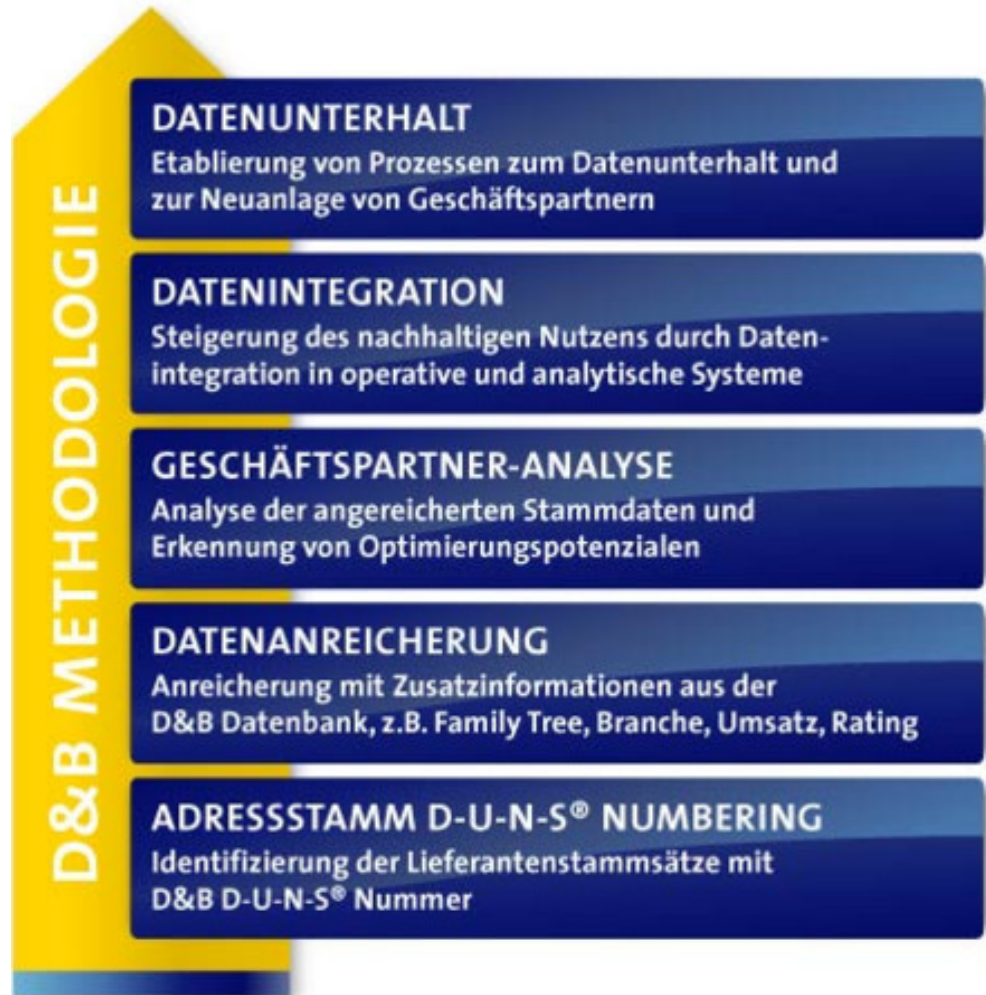 D&B METHODOLOGIE
DATENUNTERHALT
Etablierung von Prozessen zum Datenunterhalt und
zur Neuanlage von Geschäftspartnern
DATENINTEGRATION
Steigerung des nachhaltigen Nutzens durch Daten-
integration in operative und analytische Systeme
GESCHÄFTSPARTNER-ANALYSE
Analyse der angereicherten Stammdaten und
Erkennung von Optimierungspotenzialen
DATENANREICHERUNG
Anreicherung mit Zusatzinformationen aus der
D&B Datenbank, z.B. Family Tree, Branche, Umsatz, Rating
ADRESSSTAMM D-U-N-S® NUMBERING
Identifizierung der Lieferantenstammsätze mit
D&B D-U-N-S® Nummer